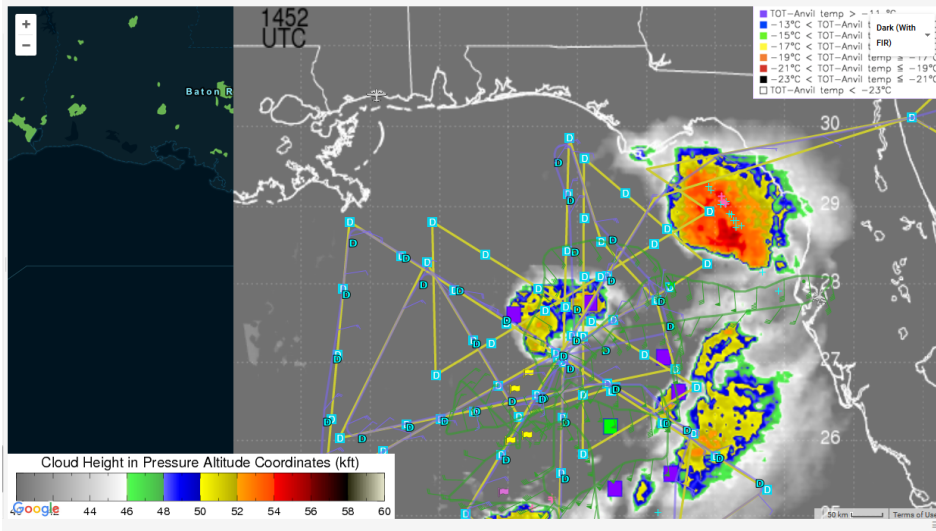 +
−
1452
UTC
TOT-Anvil temp > -11 °C
-13°C < TOT-Anvil
-15°C < TOT-Anvil
-17°C < TOT-Anvil
-19°C < TOT-Anvil temp ≤ -17°C
-21°C < TOT-Anvil temp ≤ -19°C
-23°C < TOT-Anvil temp ≤ -21°C
TOT-Anvil temp < -23°C
Dark (With
FIR)
Baton R
30
29
28
27
26
25
D
Cloud Height in Pressure Altitude Coordinates (kft)
44 46 48 50 52 54 56 58 60
Google
50 km
Terms of Use